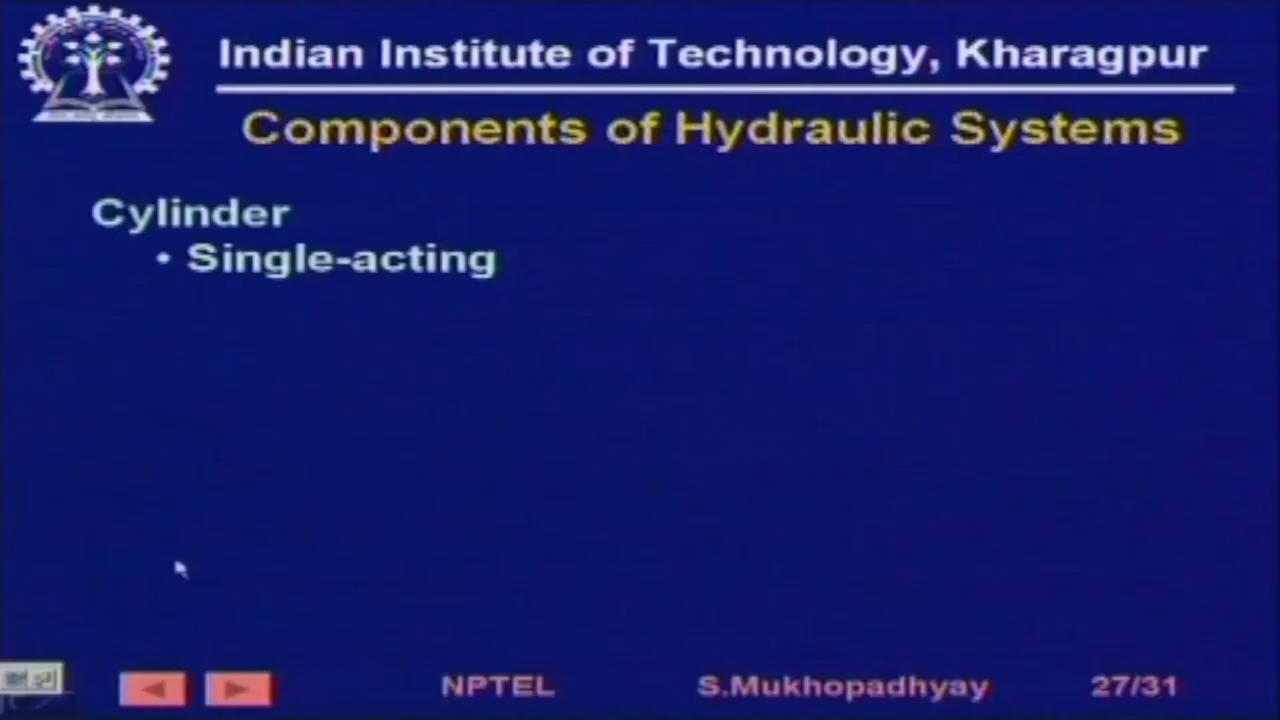 Indian Institute of Technology, Kharagpur
Components of Hydraulic Systems
Cylinder
• Single-acting
NPTEL S.Mukhopadhyay 27/31